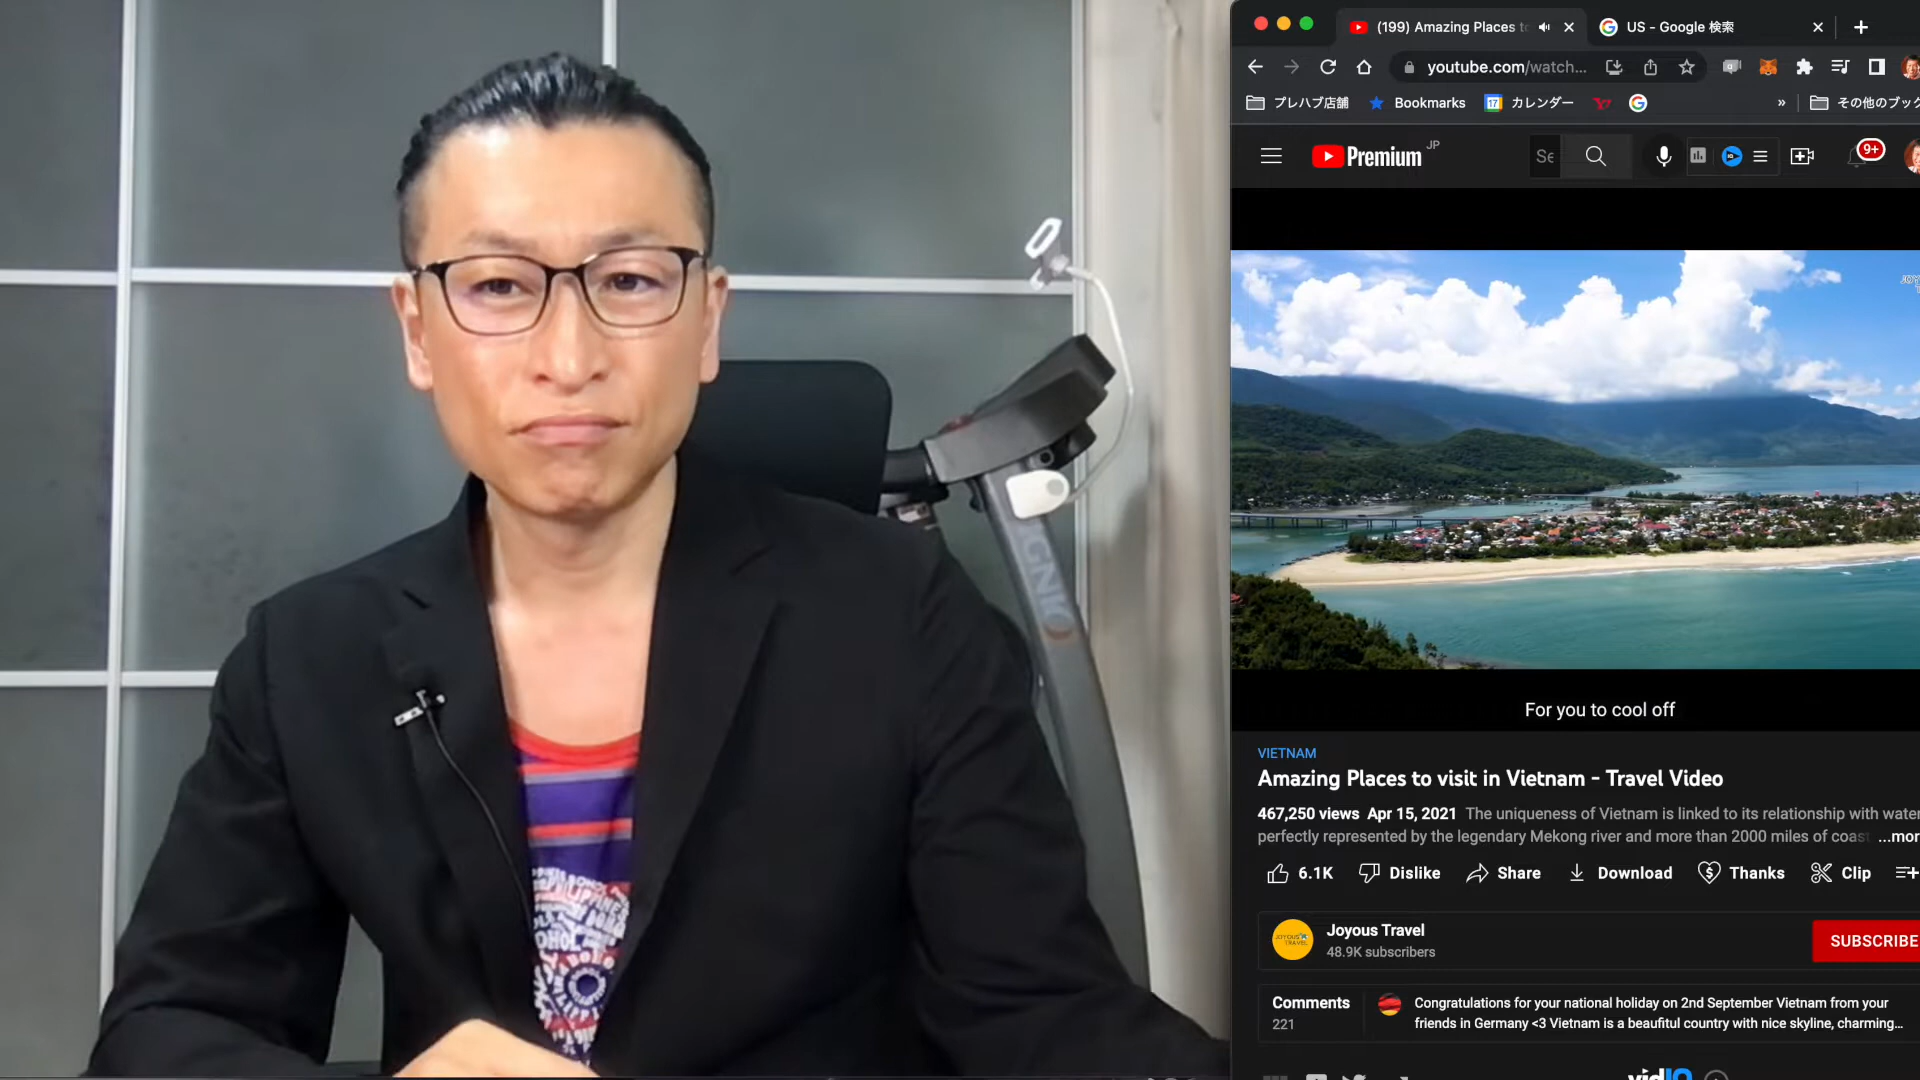 (199) Amazing Places to
US - Google 検索
youtube.com/watch...
プレハブ店舗
Bookmarks
17
カレンダー
»
その他のブック
Premium JP
Se
9+
For you to cool off
VIETNAM
Amazing Places to visit in Vietnam - Travel Video
467,250 views Apr 15, 2021 The uniqueness of Vietnam is linked to its relationship with water
perfectly represented by the legendary Mekong river and more than 2000 miles of coast ...mor
6.1K
Dislike
Share
Download
Thanks
Clip
JOYOUS
TRAVEL
Joyous Travel
48.9K subscribers
SUBSCRIBE
Comments
221
Congratulations for your national holiday on 2nd September Vietnam from your
friends in Germany <3 Vietnam is a beaufiful country with nice skyline, charming...
vidIQ